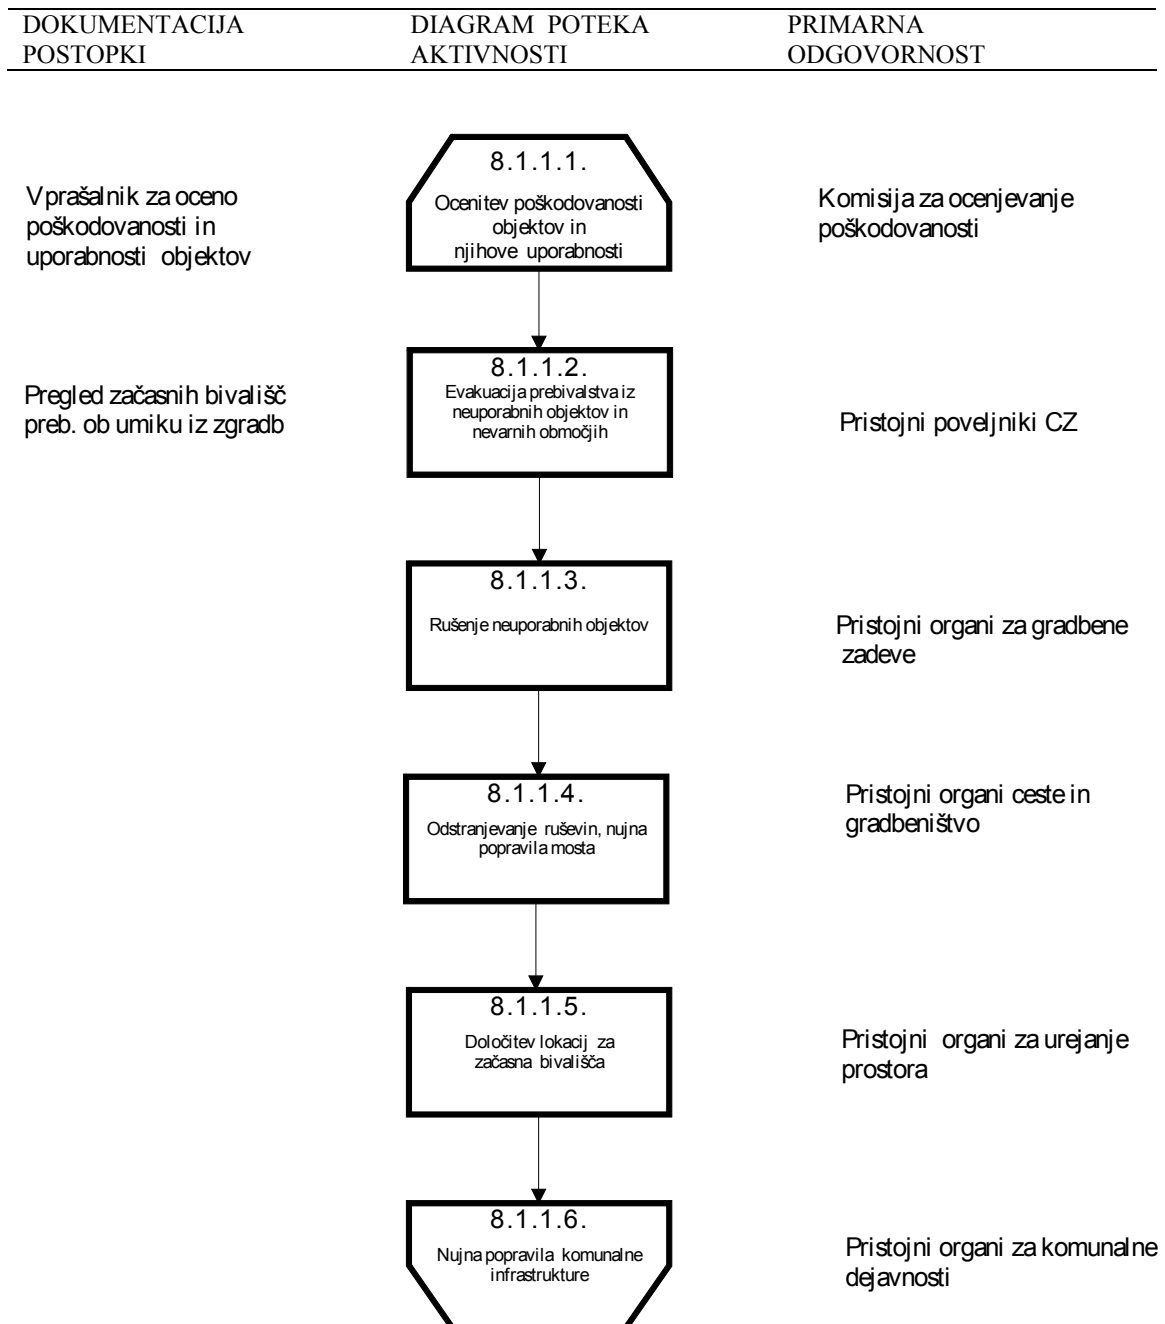 DOKUMENTACIJA DIAGRAM POTEKA PRIMARNA
POSTOPKI AKTIVNOSTI ODGOVORNOST
Vprašalnik za oceno
poškodovanosti in
uporabnosti objektov
8.1.1.1.
Ocenitev poškodovanosti
objektov in
njihove uporabnosti
Komisija za ocenjevanje
poškodovanosti
Pregled začasnih bivališč
preb. ob umiku iz zgradb
8.1.1.2.
Evakuacija prebivalstva iz
neuporabnih objektov in
nevarnih območjih
Pristojni poveljniki CZ
8.1.1.3.
Rušenje neuporabnih objektov
Pristojni organi za gradbene
zadeve
8.1.1.4.
Odstranjevanje ruševin, nujna
popravila mosta
Pristojni organi ceste in
gradbeništvo
8.1.1.5.
Določitev lokacij za
začasna bivališča
Pristojni organi za urejanje
prostora
8.1.1.6.
Nujna popravila komunalne
infrastrukture
Pristojni organi za komunalne
dejavnosti